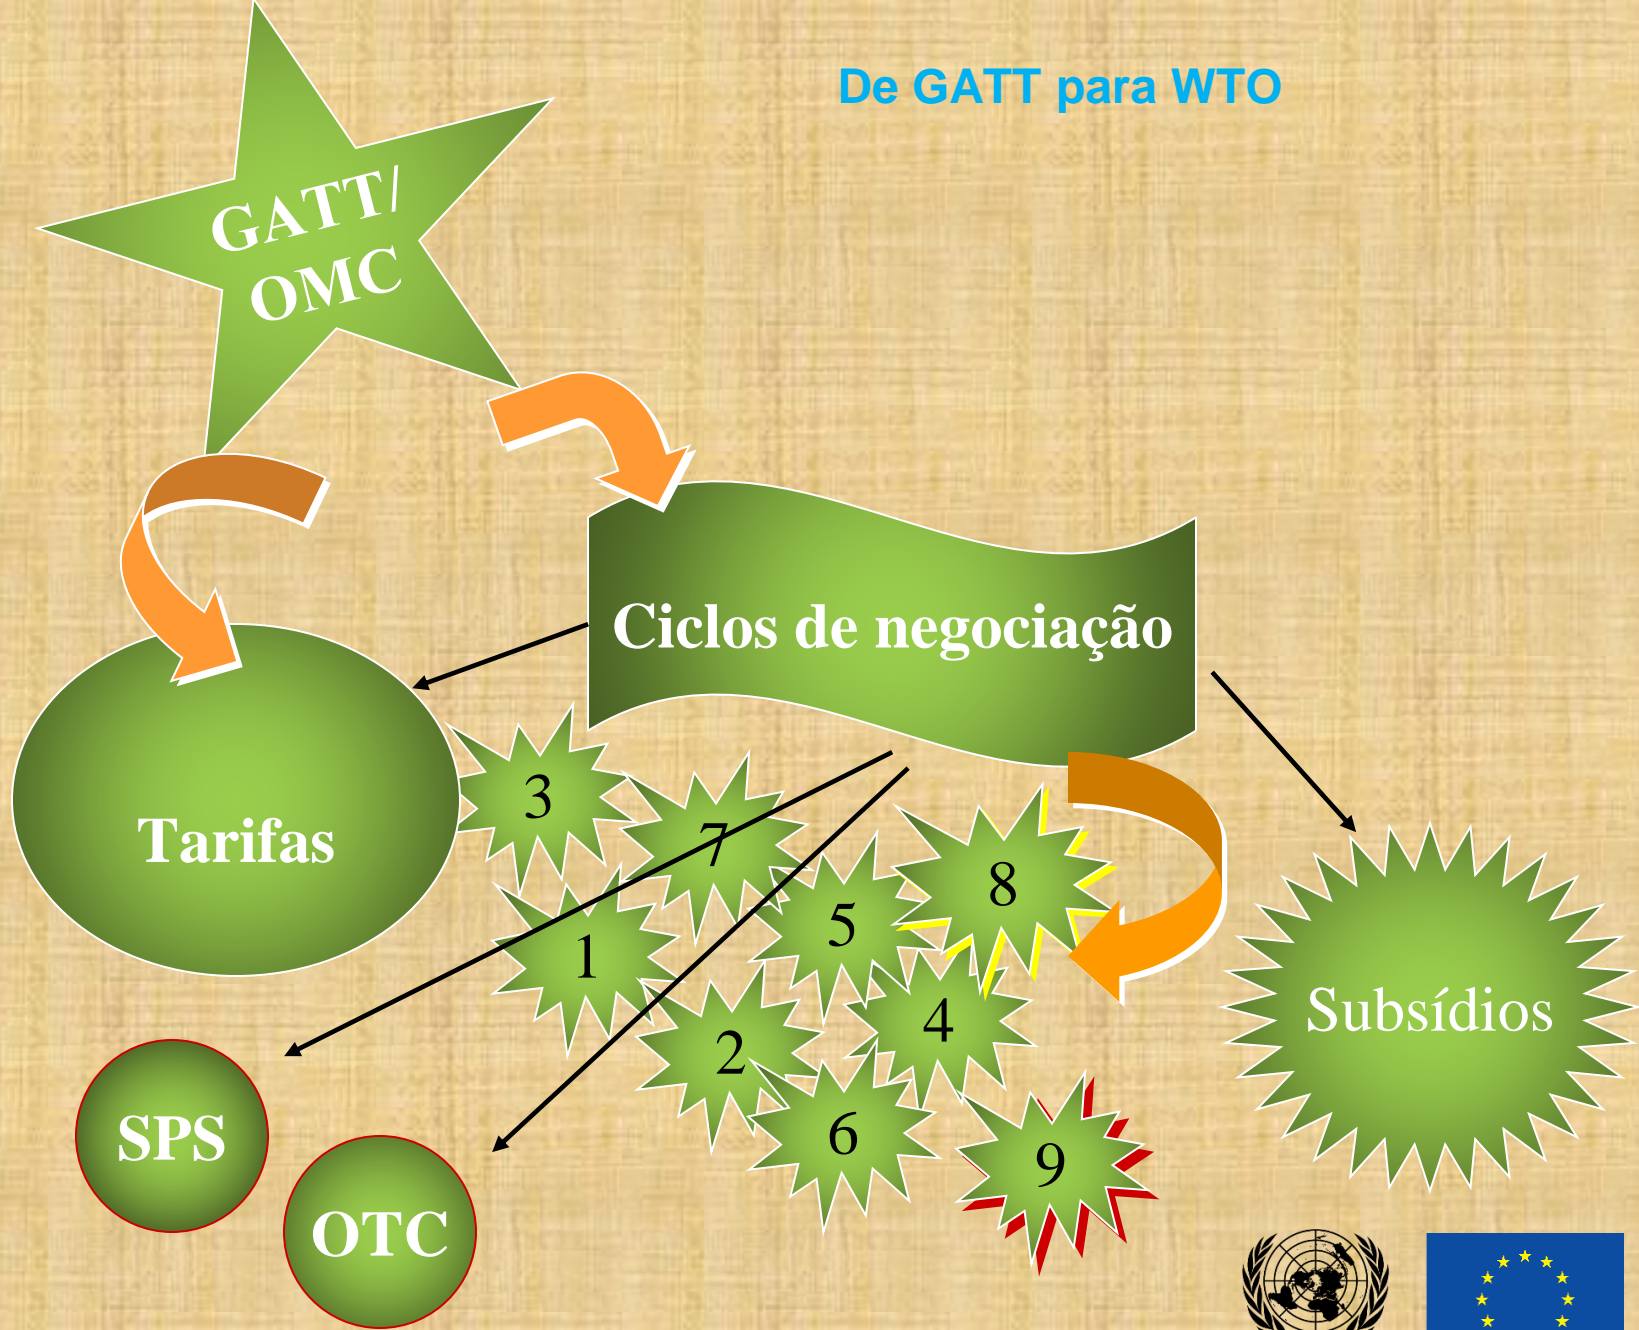 De GATT para WTO
GATT/
OMC
Ciclos de negociação
Tarifas
3
7
8
5
1
4
2
6
9
Subsídios
SPS
OTC